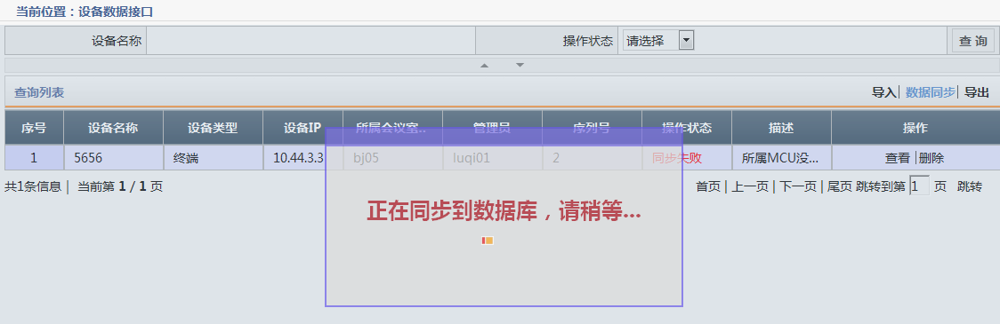 当前位置：设备数据接口
设备名称 操作状态 请选择 查 询
查询列表 导入| 数据同步| 导出
序号 设备名称 设备类型 设备IP 所属会议室.. 管理员 序列号 操作状态 描述 操作
1 5656 终端 10.44.3.3 bj05 luqi01 2 同步失败 所属MCU没... 查看 |删除
共1条信息 | 当前第 1 / 1 页 首页 | 上一页 | 下一页 | 尾页 跳转到第 1 页 跳转
正在同步到数据库，请稍等...